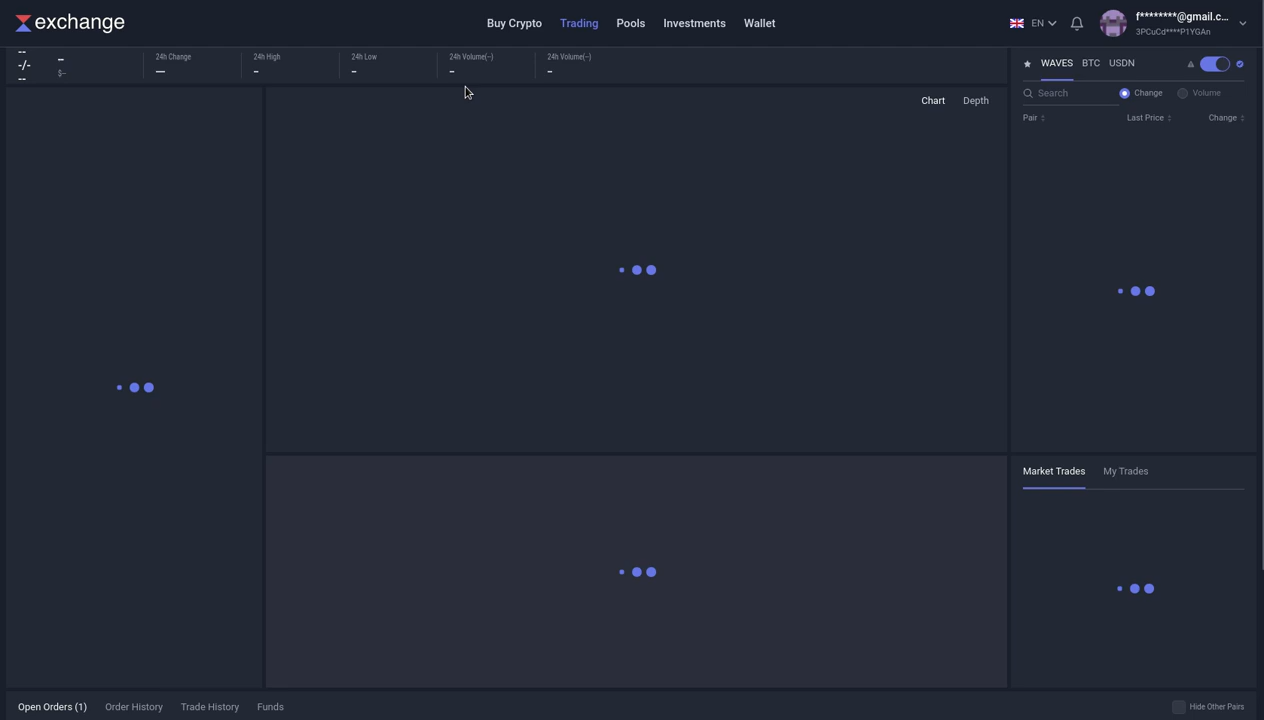 exchange
Buy Crypto Trading Pools Investments Wallet
EN
f********@gmail.c...
3PCuCd****P1YGAn
--
-/-
--
–
$–
24h Change
—
24h High
–
24h Low
–
24h Volume(–)
–
24h Volume(–)
–
Chart Depth
WAVES BTC USDN
Search Change Volume
Pair Last Price Change
Market Trades My Trades
Open Orders (1) Order History Trade History Funds
Hide Other Pairs